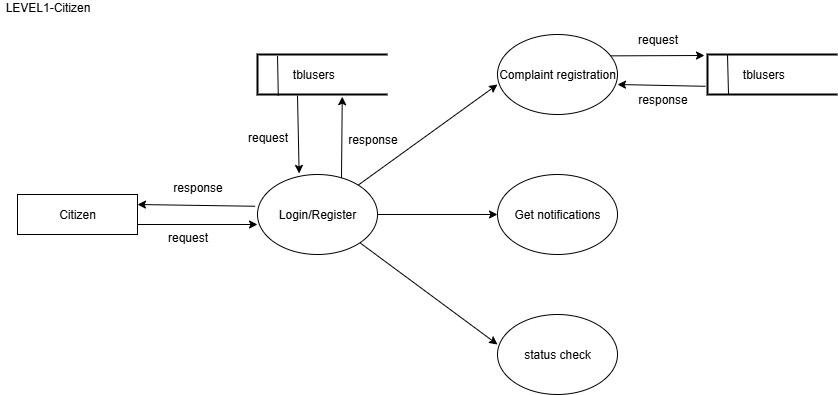 LEVEL1-Citizen
request
tblusers
Complaint registration
tblusers
response
request
response
response
Citizen
Login/Register
Get notifications
request
status check